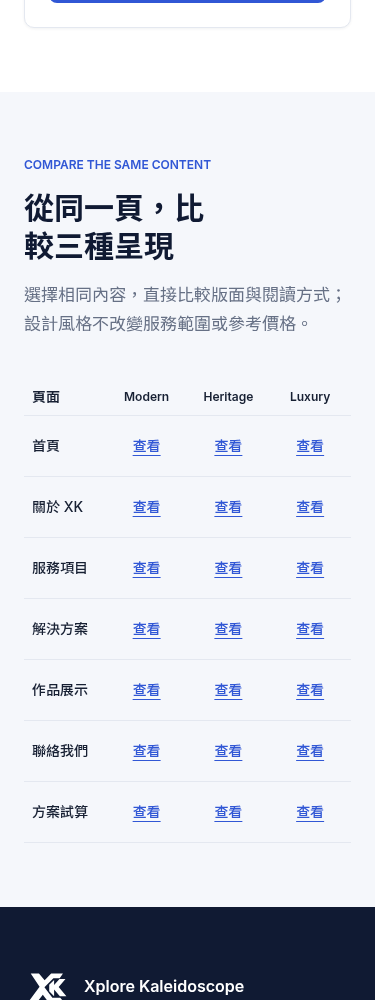 COMPARE THE SAME CONTENT
從同一頁，比
較三種呈現
選擇相同內容，直接比較版面與閱讀方式；
設計風格不改變服務範圍或參考價格。
頁面 Modern Heritage Luxury
首頁 查看 查看 查看
關於 XK 查看 查看 查看
服務項目 查看 查看 查看
解決方案 查看 查看 查看
作品展示 查看 查看 查看
聯絡我們 查看 查看 查看
方案試算 查看 查看 查看
Xplore Kaleidoscope